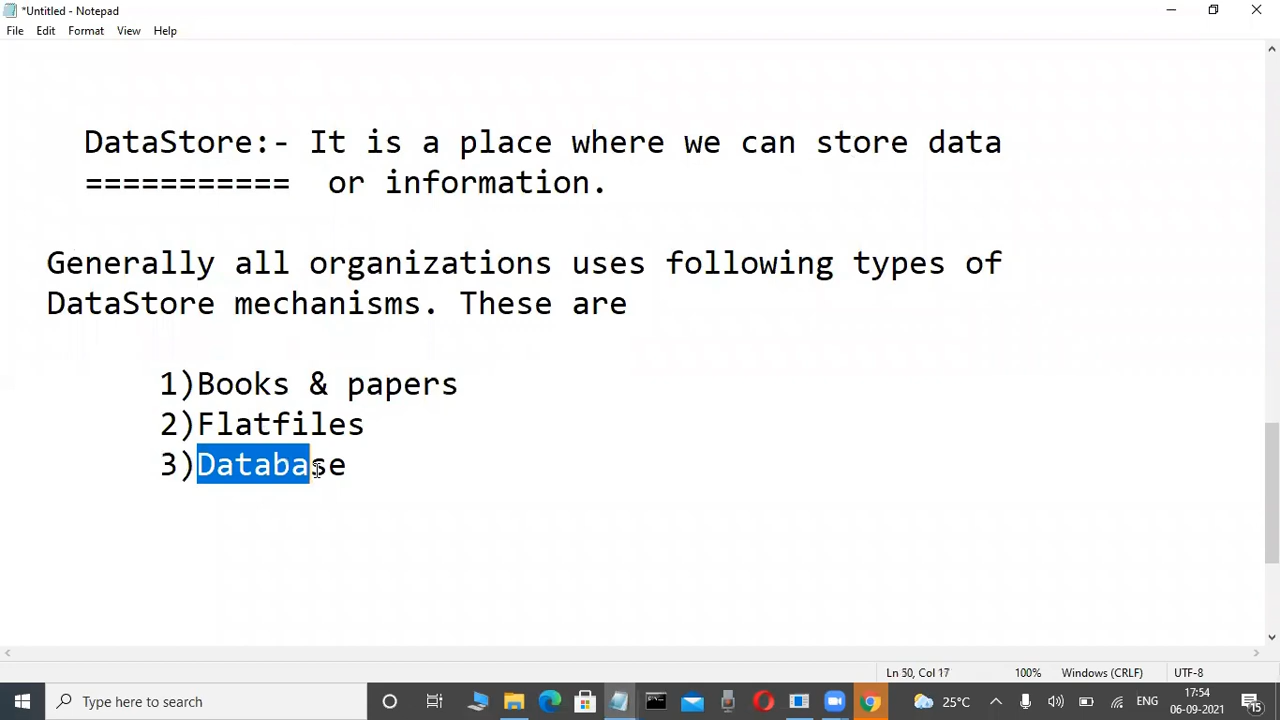 *Untitled - Notepad
File Edit Format View Help
DataStore:- It is a place where we can store data
=========== or information.
Generally all organizations uses following types of
DataStore mechanisms. These are
1)Books & papers
2)Flatfiles
3)Database
Ln 50, Col 17 100% Windows (CRLF) UTF-8
Type here to search 25°C ENG 17:54
06-09-2021 15